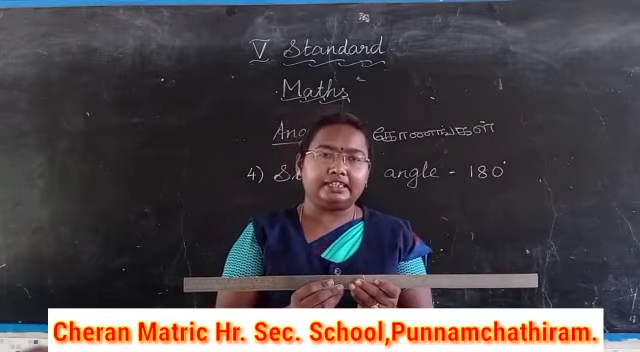 V Standard
Maths
கோணங்கள்
4) angle - 180°
Cheran Matric Hr. Sec. School,Punnamchathiram.